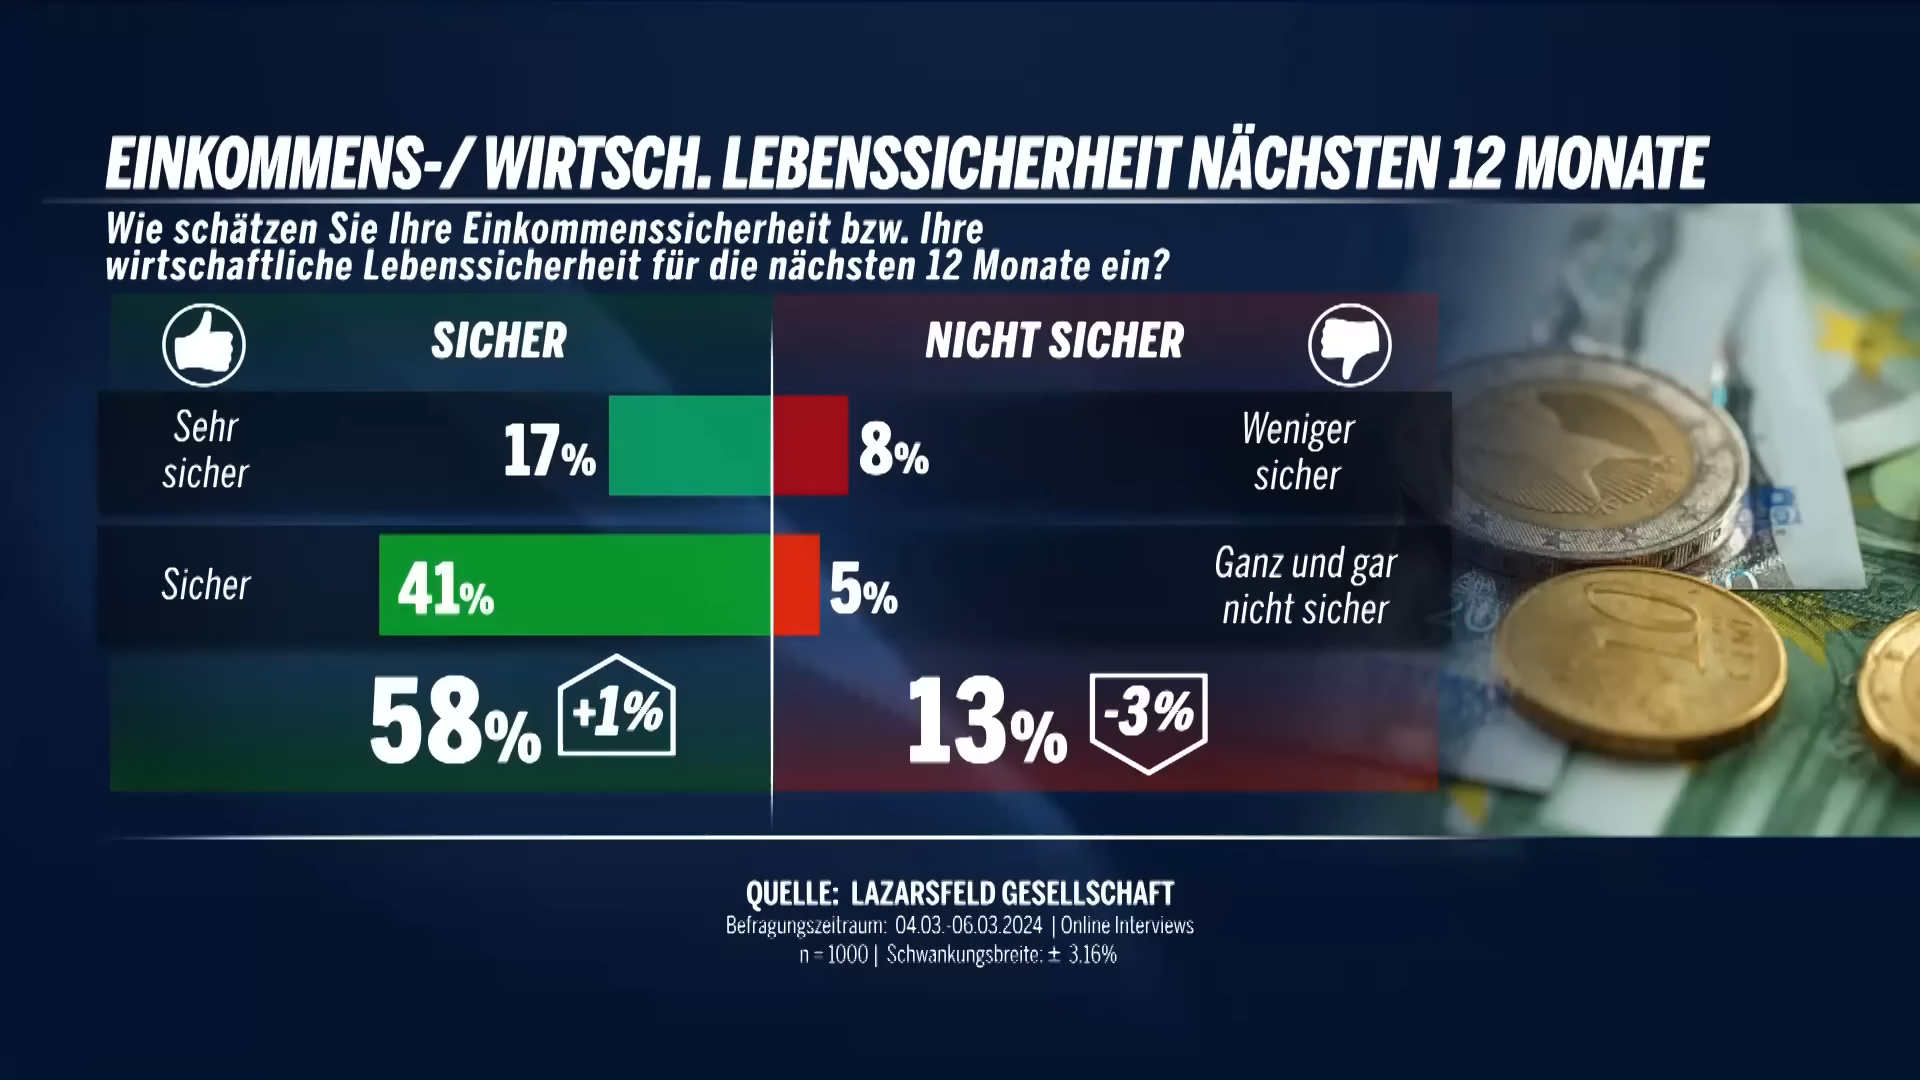 EINKOMMENS-/ WIRTSCH. LEBENSSICHERHEIT NÄCHSTEN 12 MONATE
Wie schätzen Sie Ihre Einkommenssicherheit bzw. Ihre
wirtschaftliche Lebenssicherheit für die nächsten 12 Monate ein?
SICHER
NICHT SICHER
Sehr
sicher
17%
8%
Weniger
sicher
Sicher
41%
5%
Ganz und gar
nicht sicher
58% +1%
13% -3%
10
QUELLE: LAZARSFELD GESELLSCHAFT
Befragungszeitraum: 04.03.-06.03.2024 | Online Interviews
n = 1000 | Schwankungsbreite: ± 3.16%